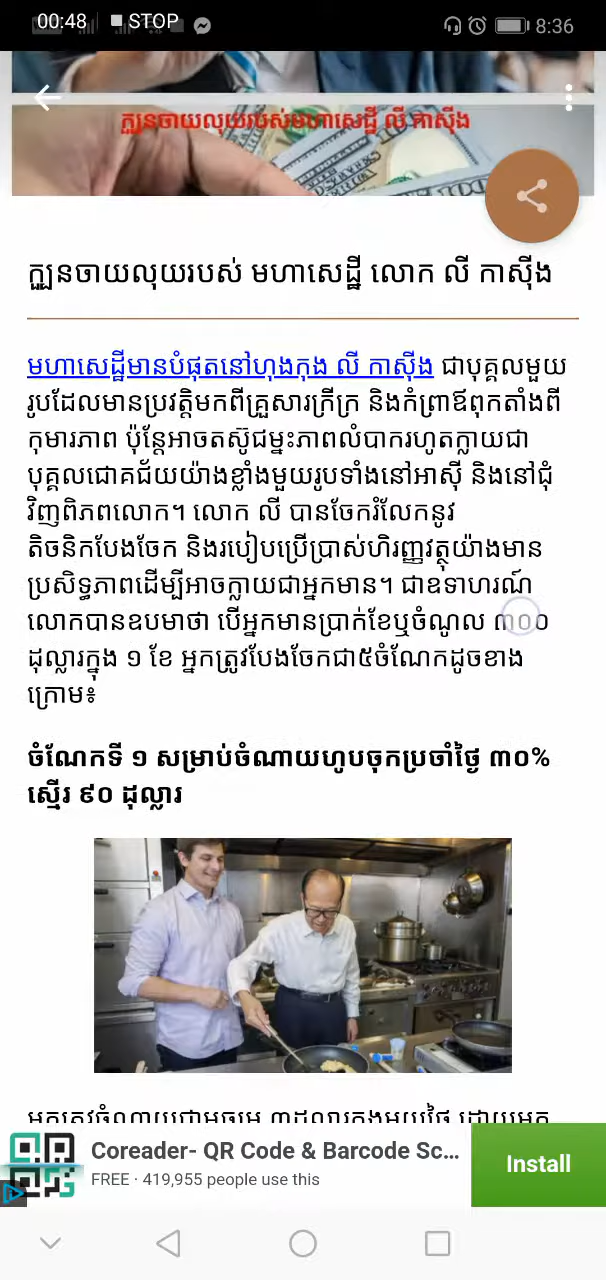 00:48 STOP 8:36
ក្បួនចាយលុយរបស់មហាសេដ្ឋី លី កាស៊ីង
ក្បួនចាយលុយរបស់ មហាសេដ្ឋី លោក លី កាស៊ីង
មហាសេដ្ឋីមានបំផុតនៅហុងកុង លី កាស៊ីង ជាបុគ្គលមួយ
រូបដែលមានប្រវត្តិមកពីគ្រួសារក្រីក្រ និងកំព្រាឪពុកតាំងពី
កុមារភាព ប៉ុន្តែអាចតស៊ូជម្នះភាពលំបាករហូតក្លាយជា
បុគ្គលជោគជ័យយ៉ាងខ្លាំងមួយរូបទាំងនៅអាស៊ី និងនៅជុំ
វិញពិភពលោក។ លោក លី បានចែករំលែកនូវ
តិចនិកបែងចែក និងរបៀបប្រើប្រាស់ហិរញ្ញវត្ថុយ៉ាងមាន
ប្រសិទ្ធភាពដើម្បីអាចក្លាយជាអ្នកមាន។ ជាឧទាហរណ៍
លោកបានឧបមាថា បើអ្នកមានប្រាក់ខែឬចំណូល ៣០០
ដុល្លារក្នុង ១ ខែ អ្នកត្រូវបែងចែកជា៥ចំណែកដូចខាង
ក្រោម៖
ចំណែកទី ១ សម្រាប់ចំណាយហូបចុកប្រចាំថ្ងៃ ៣០%
ស្មើរ ៩០ ដុល្លារ
Coreader- QR Code & Barcode Sc...
FREE · 419,955 people use this
Install